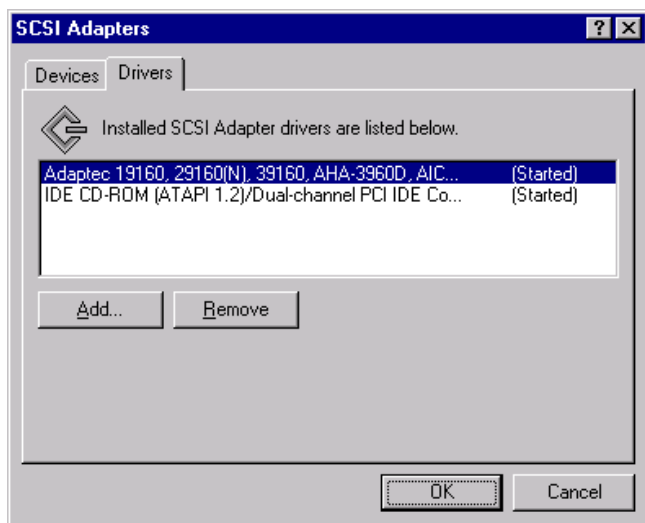 SCSI Adapters
Devices
Drivers
Installed SCSI Adapter drivers are listed below.
Adaptec 19160, 29160(N), 39160, AHA-3960D, AIC... (Started)
IDE CD-ROM (ATAPI 1.2)/Dual-channel PCI IDE Co... (Started)
Add... Remove
OK Cancel